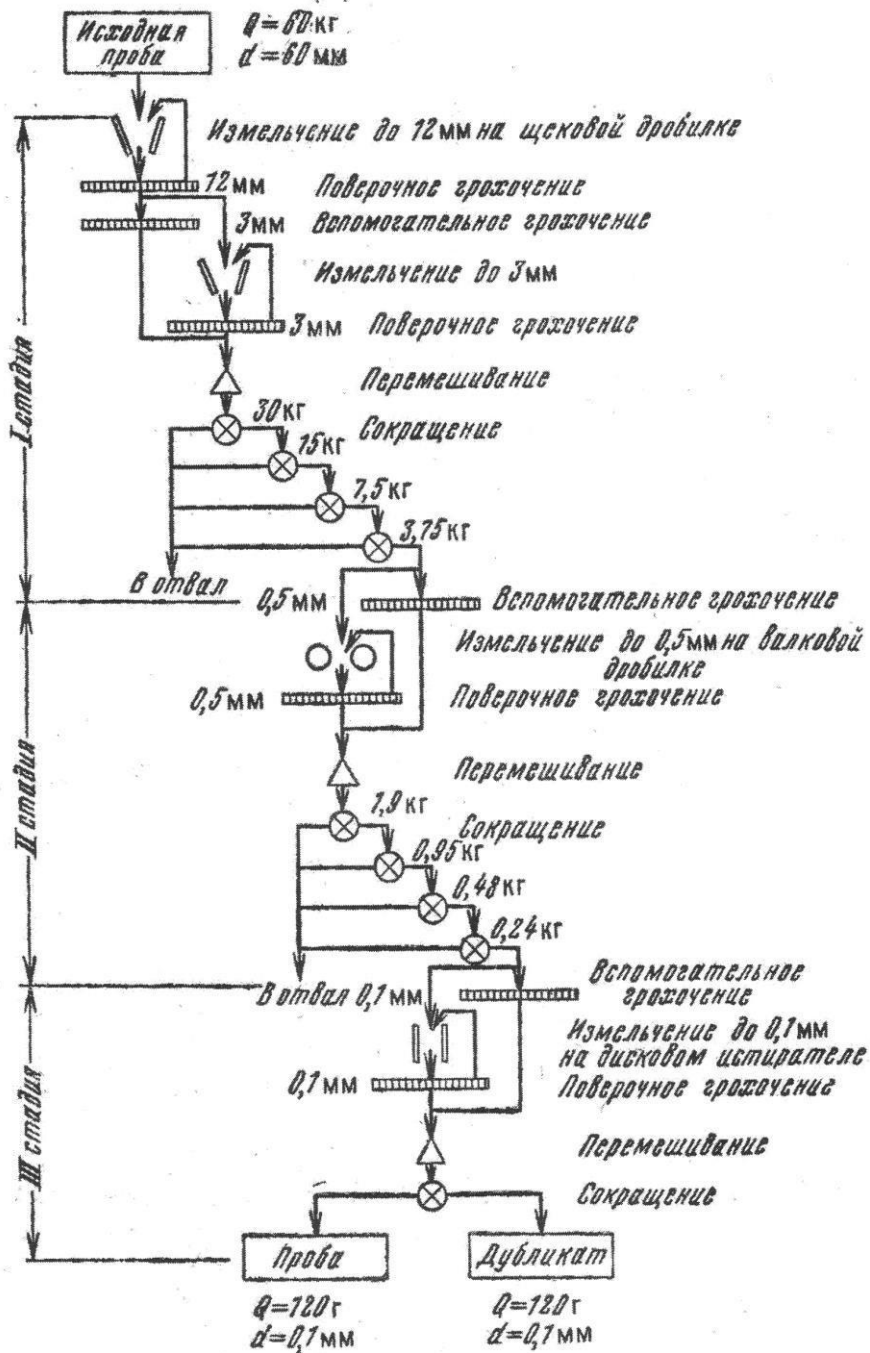 Исходная проба
Q = 60 кг
d = 60 мм
Измельчение до 12 мм на щековой дробилке
12 мм
Поверочное грохочение
3 мм
Вспомогательное грохочение
Измельчение до 3 мм
3 мм
Поверочное грохочение
I стадия
Перемешивание
30 кг
Сокращение
15 кг
7,5 кг
3,75 кг
В отвал
0,5 мм
Вспомогательное грохочение
Измельчение до 0,5 мм на валковой
дробилке
0,5 мм
Поверочное грохочение
II стадия
Перемешивание
1,9 кг
Сокращение
0,95 кг
0,48 кг
0,24 кг
В отвал
0,1 мм
Вспомогательное
грохочение
Измельчение до 0,1 мм
на дисковом истирателе
0,1 мм
Поверочное грохочение
III стадия
Перемешивание
Сокращение
Проба
Дубликат
Q = 120 г
d = 0,1 мм
Q = 120 г
d = 0,1 мм